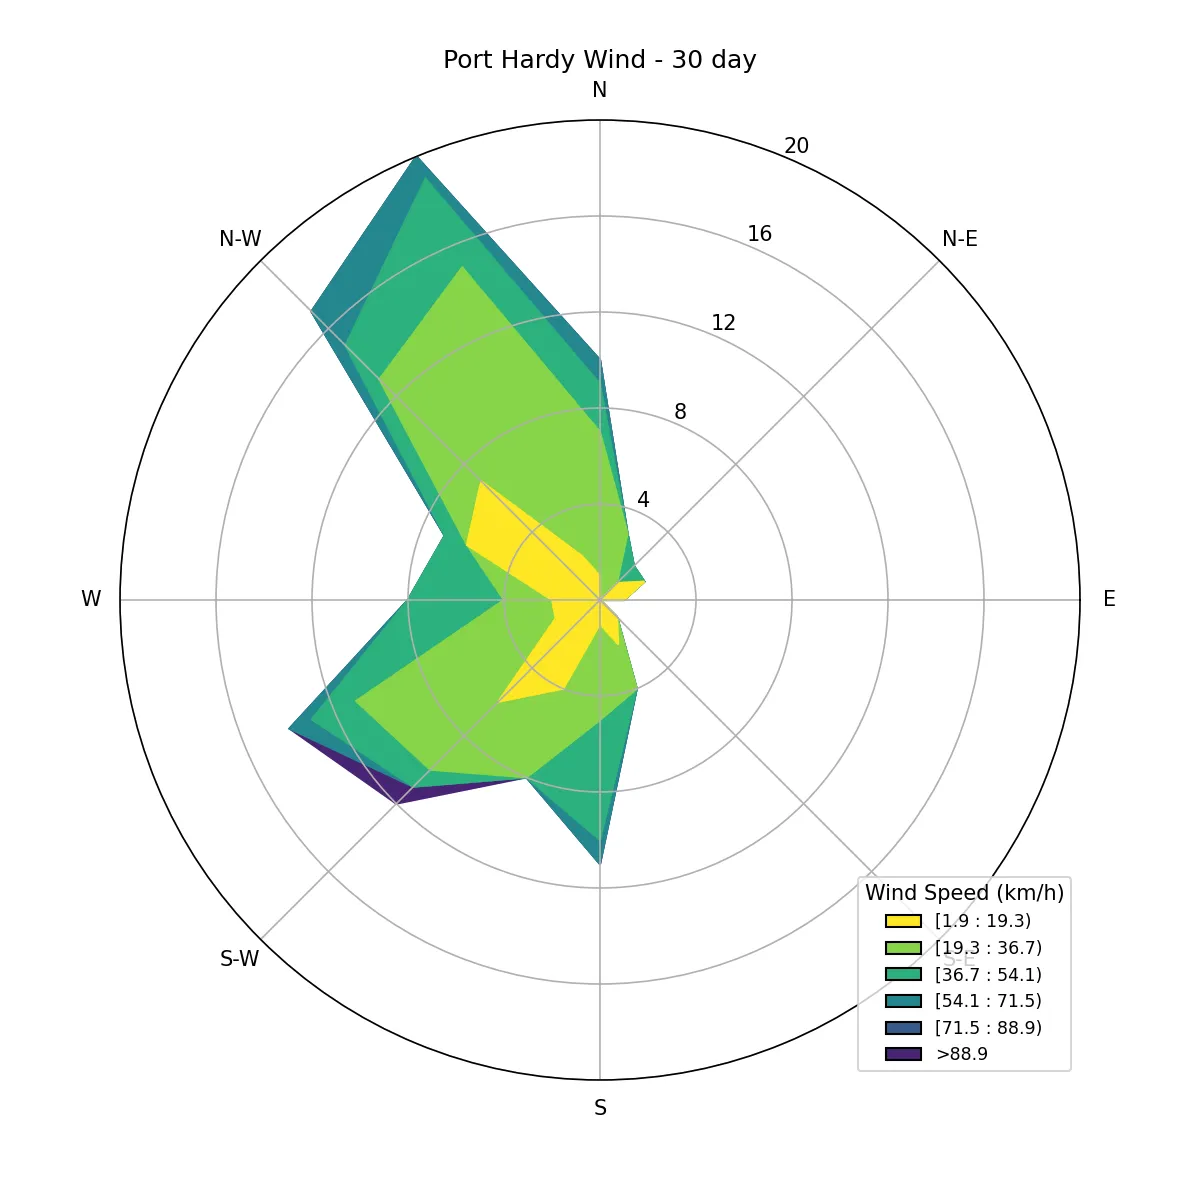 Port Hardy Wind - 30 day
N
20
N-W
16
N-E
12
8
4
W
E
Wind Speed (km/h)
[1.9 : 19.3)
[19.3 : 36.7)
S-W
S-E
[36.7 : 54.1)
[54.1 : 71.5)
[71.5 : 88.9)
>88.9
S